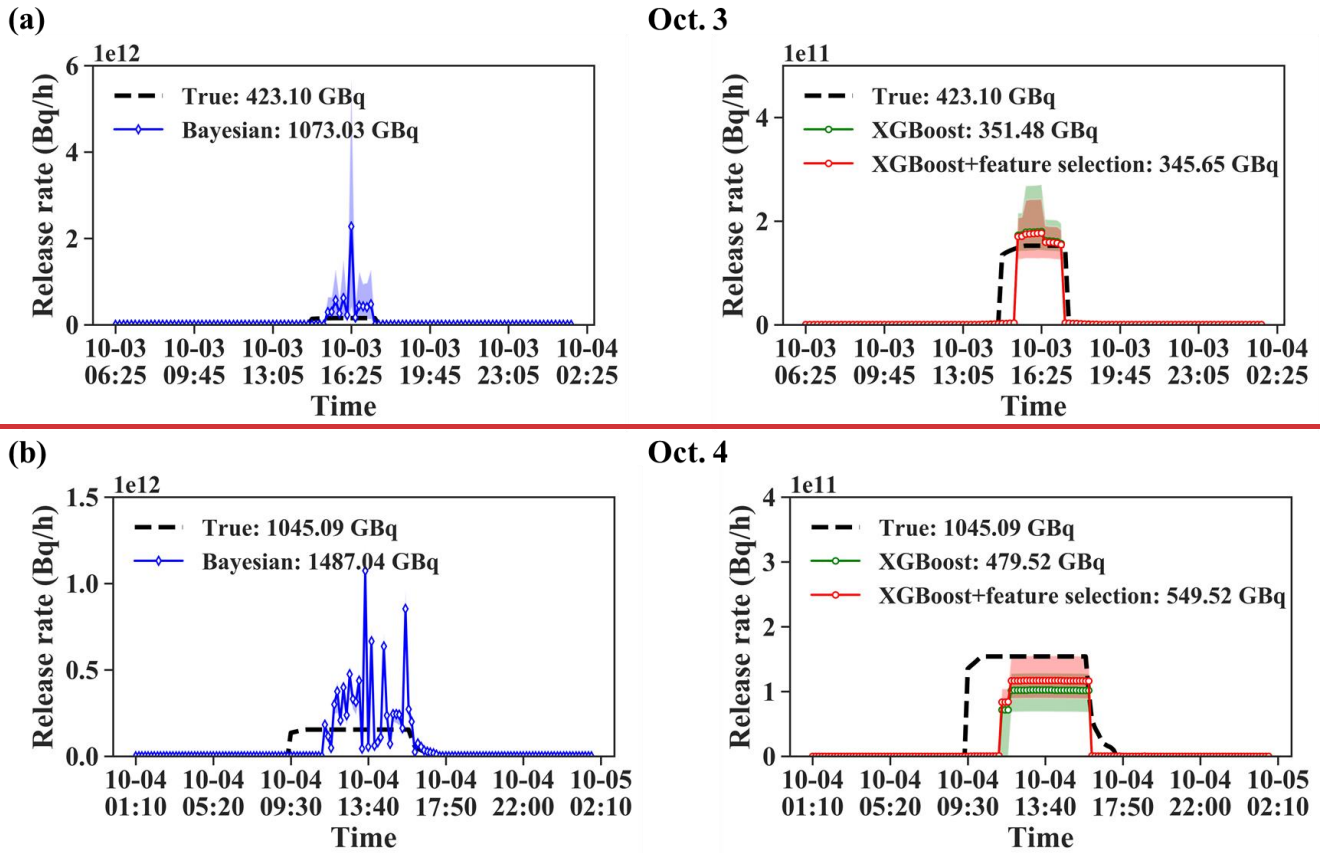 (a)
Oct. 3
1e12
Release rate (Bq/h)
6
4
2
0
True: 423.10 GBq
Bayesian: 1073.03 GBq
10-03 10-03 10-03 10-03 10-03 10-03 10-04
06:25 09:45 13:05 16:25 19:45 23:05 02:25
Time
1e11
Release rate (Bq/h)
4
2
0
True: 423.10 GBq
XGBoost: 351.48 GBq
XGBoost+feature selection: 345.65 GBq
10-03 10-03 10-03 10-03 10-03 10-03 10-04
06:25 09:45 13:05 16:25 19:45 23:05 02:25
Time
(b)
Oct. 4
1e12
Release rate (Bq/h)
1.5
1.0
0.5
0.0
True: 1045.09 GBq
Bayesian: 1487.04 GBq
10-04 10-04 10-04 10-04 10-04 10-04 10-05
01:10 05:20 09:30 13:40 17:50 22:00 02:10
Time
1e11
Release rate (Bq/h)
4
3
2
1
0
True: 1045.09 GBq
XGBoost: 479.52 GBq
XGBoost+feature selection: 549.52 GBq
10-04 10-04 10-04 10-04 10-04 10-04 10-05
01:10 05:20 09:30 13:40 17:50 22:00 02:10
Time